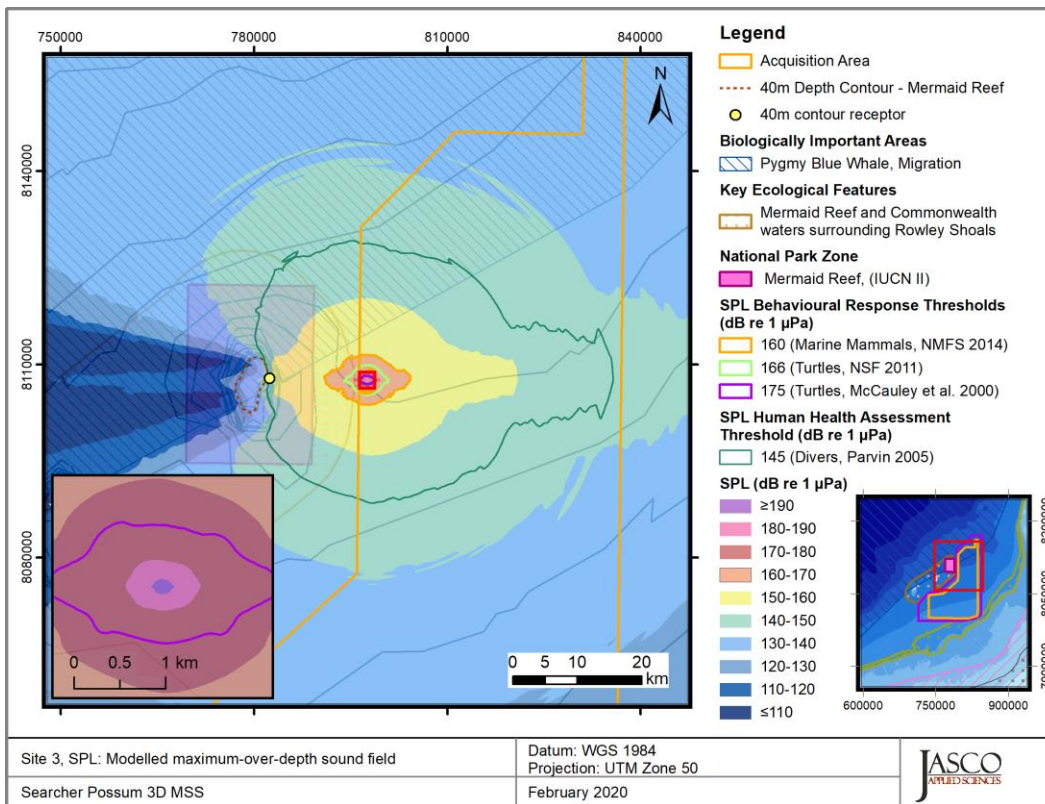 750000
780000
810000
840000
8140000
8110000
8080000
N
0 0.5 1 km
0 5 10 20
km
Legend
Acquisition Area
40m Depth Contour - Mermaid Reef
40m contour receptor
Biologically Important Areas
Pygmy Blue Whale, Migration
Key Ecological Features
Mermaid Reef and Commonwealth
waters surrounding Rowley Shoals
National Park Zone
Mermaid Reef, (IUCN II)
SPL Behavioural Response Thresholds
(dB re 1 µPa)
160 (Marine Mammals, NMFS 2014)
166 (Turtles, NSF 2011)
175 (Turtles, McCauley et al. 2000)
SPL Human Health Assessment
Threshold (dB re 1 µPa)
145 (Divers, Parvin 2005)
SPL (dB re 1 µPa)
≥190
180-190
170-180
160-170
150-160
140-150
130-140
120-130
110-120
≤110
8200000
8050000
7900000
600000
750000
900000
Site 3, SPL: Modelled maximum-over-depth sound field
Datum: WGS 1984
Projection: UTM Zone 50
Searcher Possum 3D MSS
February 2020
JASCO
APPLIED SCIENCES